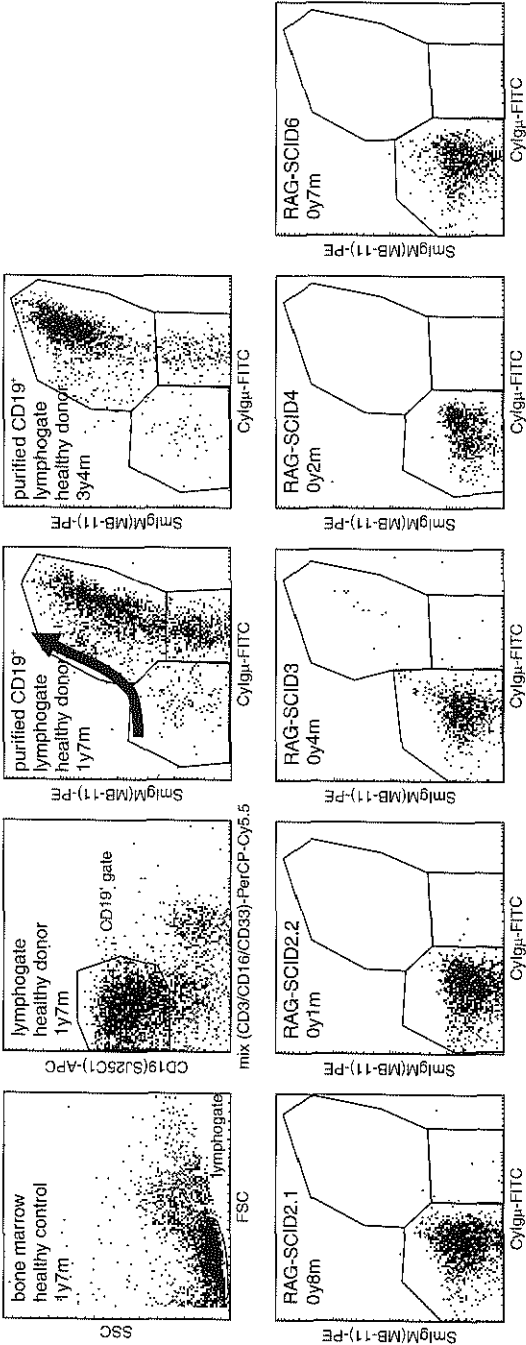 bone marrow
healthy control
1y7m
lymphogate
SSC
FSC
lymphogate
healthy donor
1y7m
CD19+ gate
CD19(SJ25C1)-APC
mix (CD3/CD16/CD33)-PerCP-Cy5.5
purified CD19+
lymphogate
healthy donor
1y7m
SmIgM(MB-11)-PE
CyIgμ-FITC
purified CD19+
lymphogate
healthy donor
3y4m
SmIgM(MB-11)-PE
CyIgμ-FITC
RAG-SCID2.1
0y8m
SmIgM(MB-11)-PE
CyIgμ-FITC
RAG-SCID2.2
0y1m
SmIgM(MB-11)-PE
CyIgμ-FITC
RAG-SCID3
0y4m
SmIgM(MB-11)-PE
CyIgμ-FITC
RAG-SCID4
0y2m
SmIgM(MB-11)-PE
CyIgμ-FITC
RAG-SCID6
0y7m
SmIgM(MB-11)-PE
CyIgμ-FITC